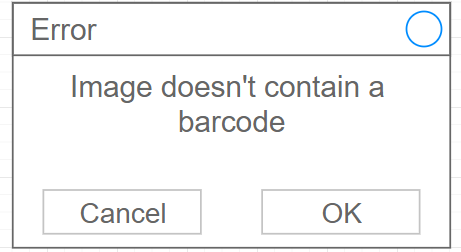 Error
Image doesn't contain a
barcode
Cancel
OK